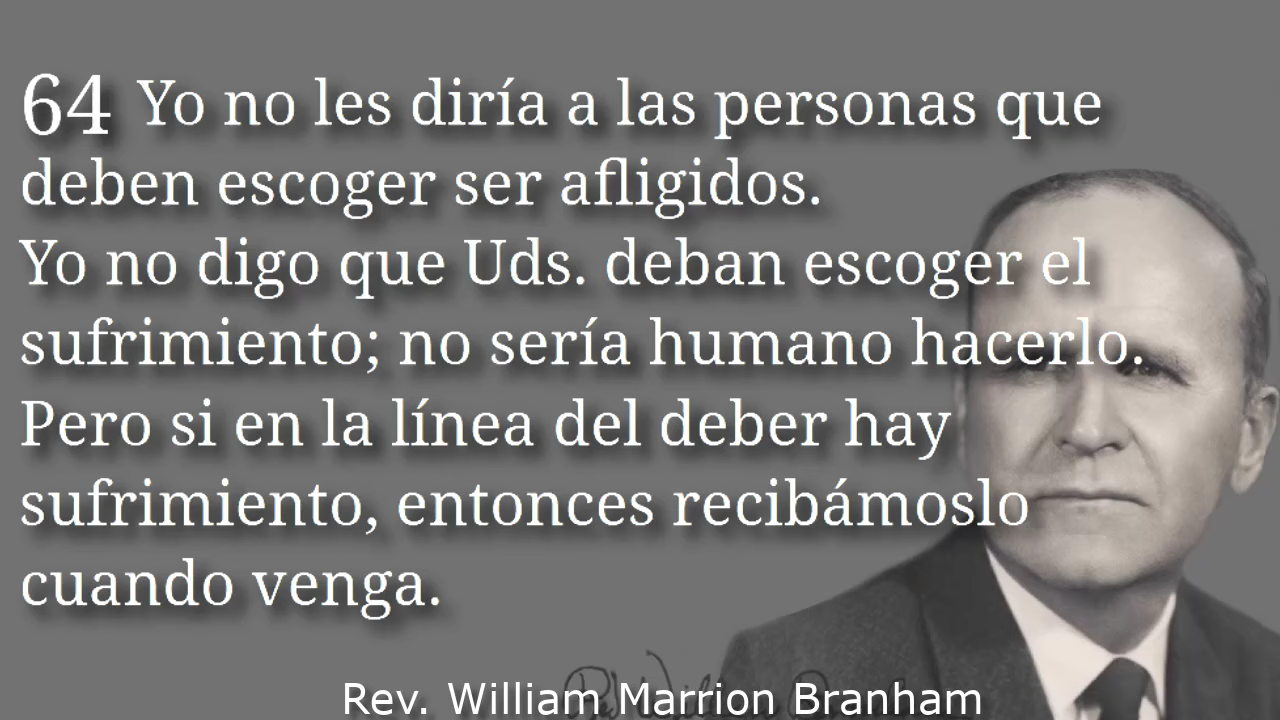 64 Yo no les diría a las personas que
deben escoger ser afligidos.
Yo no digo que Uds. deban escoger el
sufrimiento; no sería humano hacerlo.
Pero si en la línea del deber hay
sufrimiento, entonces recibámoslo
cuando venga.
Rev. William Marrion Branham